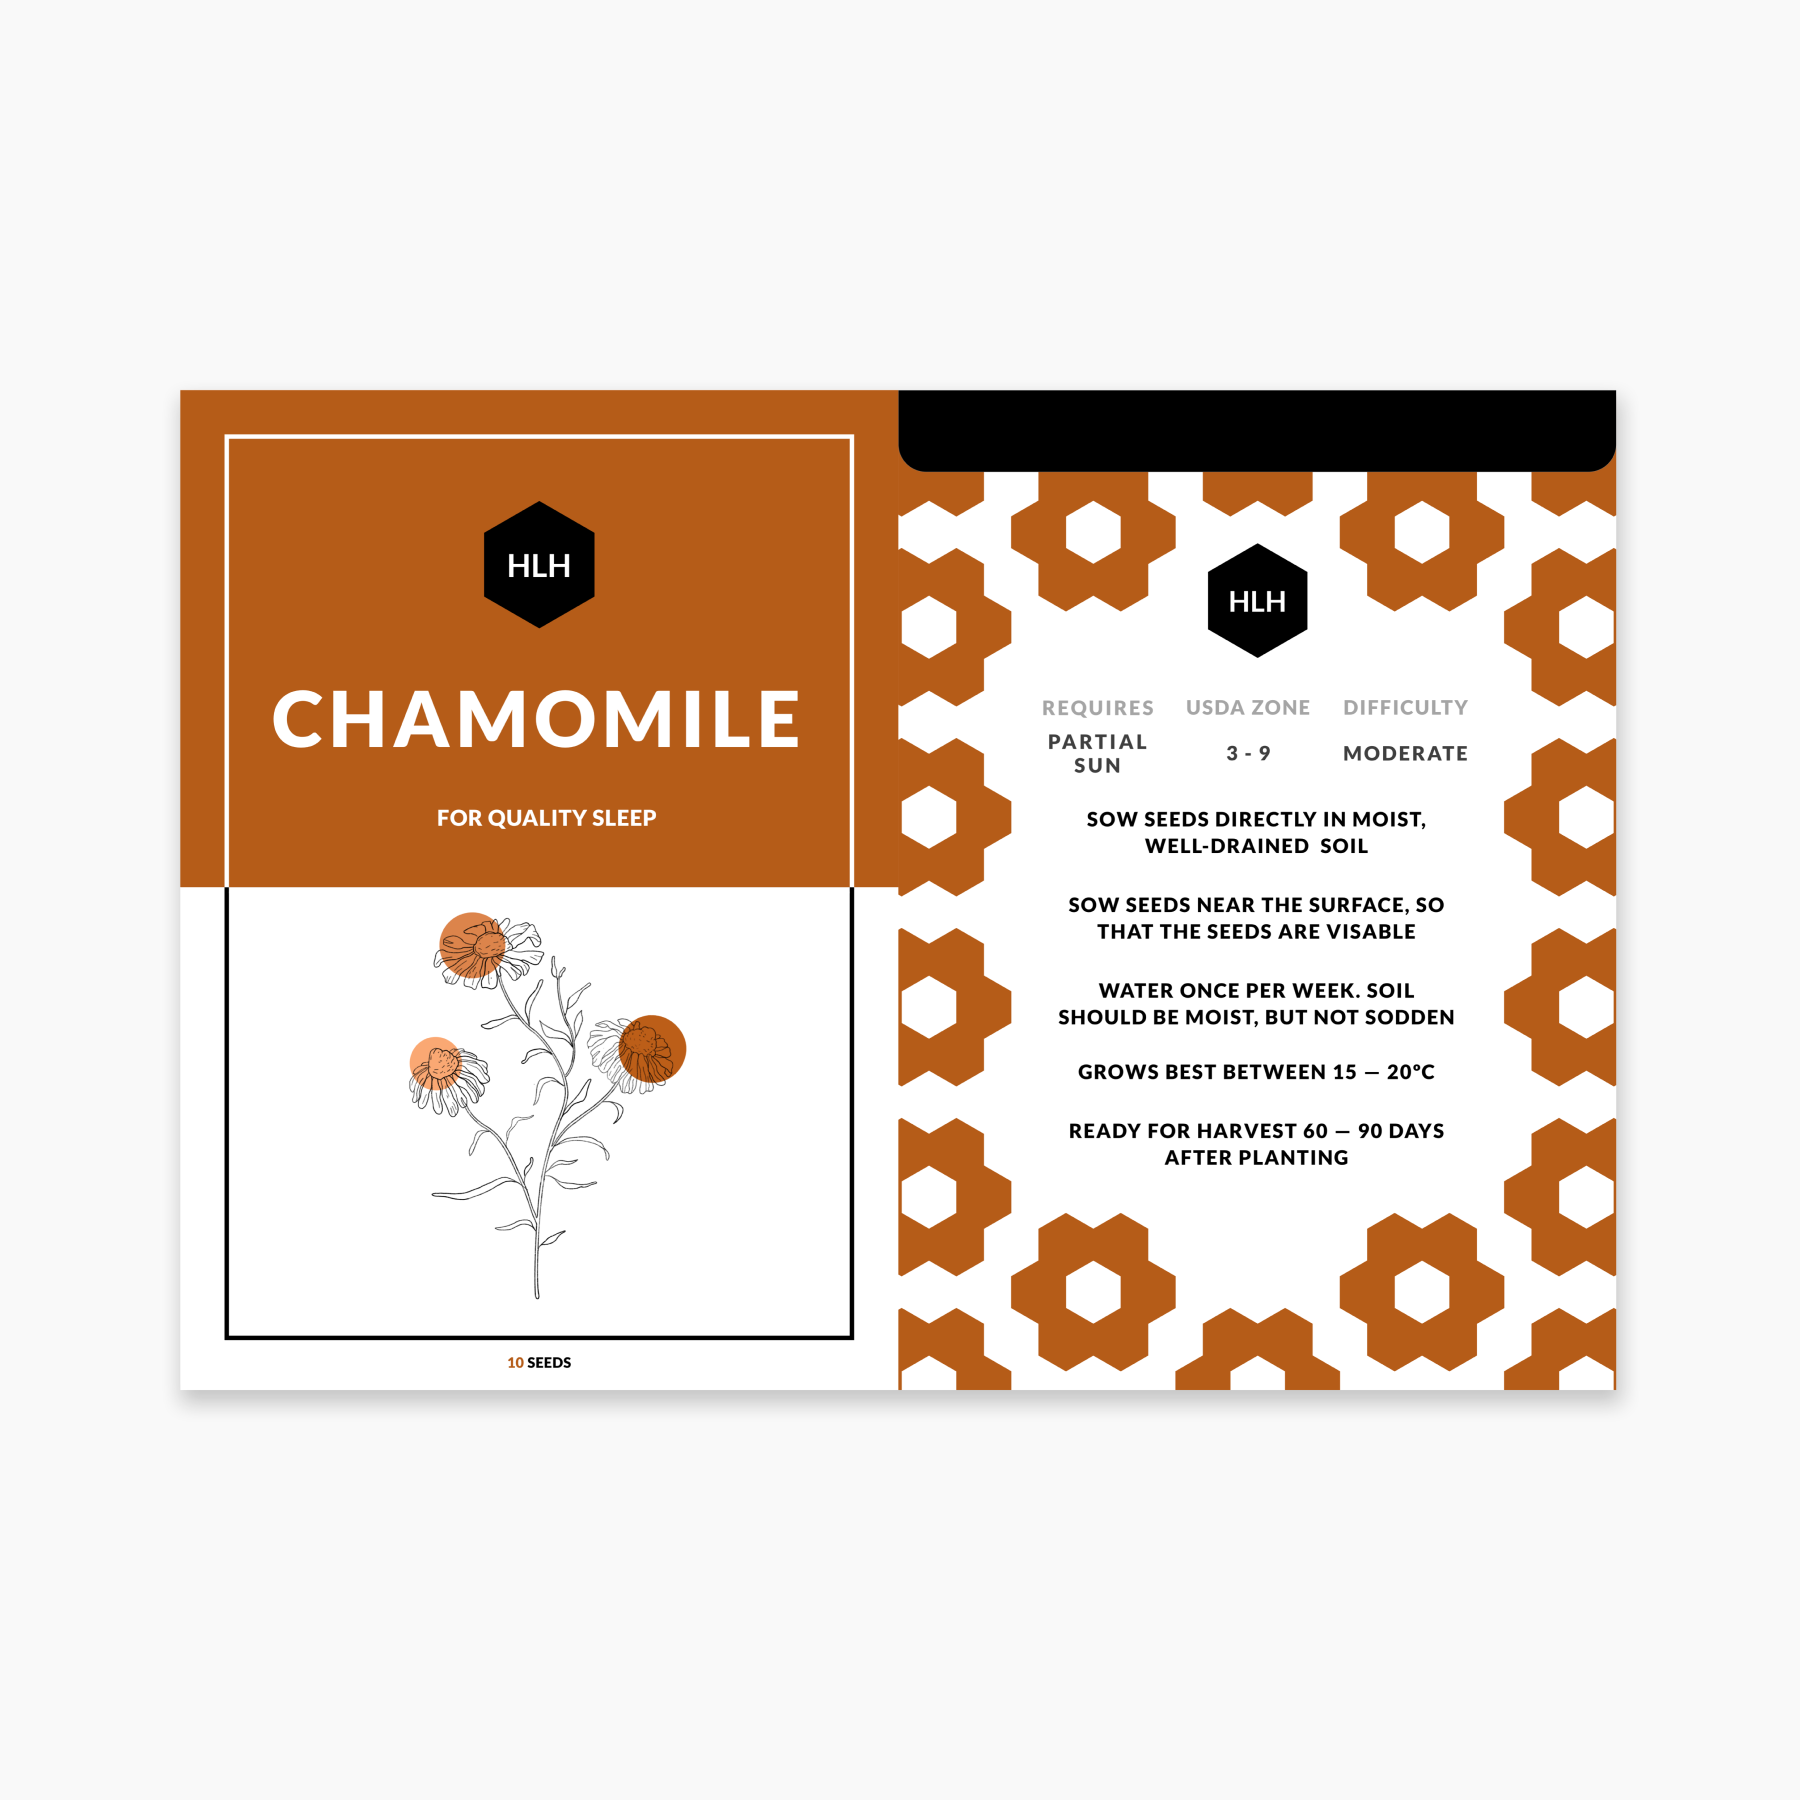 HLH
CHAMOMILE
FOR QUALITY SLEEP
10 SEEDS
HLH
REQUIRES
PARTIAL
SUN
USDA ZONE
3 - 9
DIFFICULTY
MODERATE
SOW SEEDS DIRECTLY IN MOIST,
WELL-DRAINED  SOIL
SOW SEEDS NEAR THE SURFACE, SO
THAT THE SEEDS ARE VISABLE
WATER ONCE PER WEEK. SOIL
SHOULD BE MOIST, BUT NOT SODDEN
GROWS BEST BETWEEN 15 — 20°C
READY FOR HARVEST 60 — 90 DAYS
AFTER PLANTING